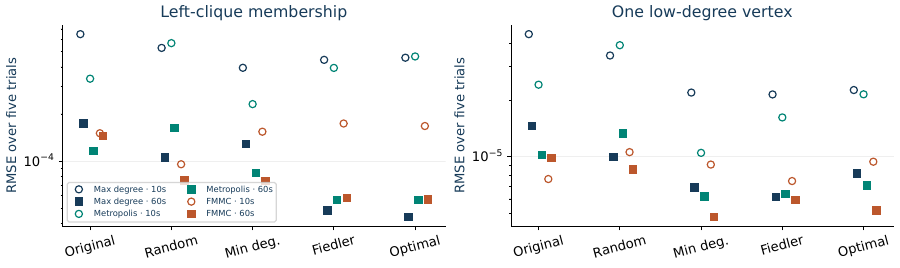 Left-clique membership
RMSE over five trials
10⁻⁴
Max degree · 10s
Max degree · 60s
Metropolis · 10s
Metropolis · 60s
FMMC · 10s
FMMC · 60s
Original
Random
Min deg.
Fiedler
Optimal
One low-degree vertex
RMSE over five trials
10⁻⁵
Original
Random
Min deg.
Fiedler
Optimal